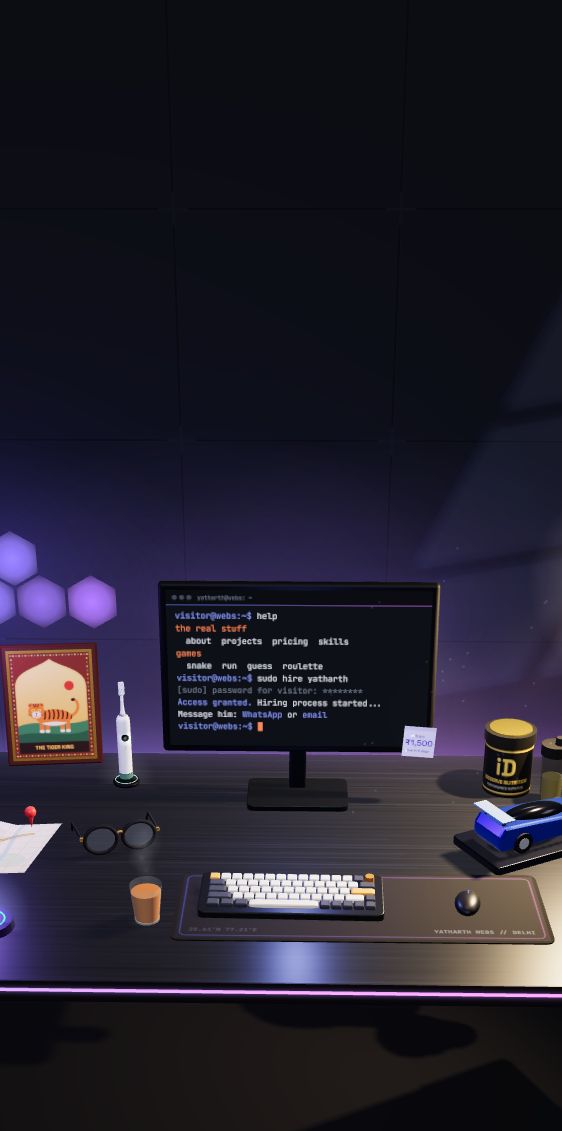 yatharth@webs: ~
visitor@webs:~$ help
the real stuff
about projects pricing skills
games
snake run guess roulette
visitor@webs:~$ sudo hire yatharth
[sudo] password for visitor: ********
Access granted. Hiring process started...
Message him: WhatsApp or email
visitor@webs:~$
₹1,500
THE TIGER KING
iD
YATHARTH WEBS // DELHI